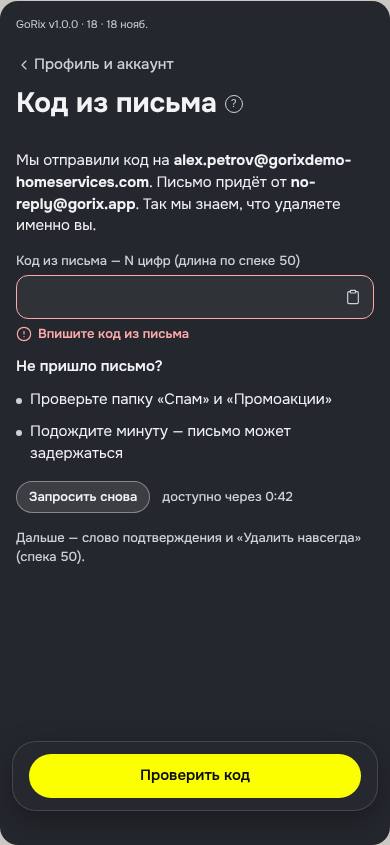 GoRix v1.0.0 · 18 · 18 нояб.
Профиль и аккаунт
Код из письма ?
Мы отправили код на alex.petrov@gorixdemo-
homeservices.com. Письмо придёт от no-
reply@gorix.app. Так мы знаем, что удаляете
именно вы.
Код из письма — N цифр (длина по спеке 50)
Впишите код из письма
Не пришло письмо?
Проверьте папку «Спам» и «Промоакции»
Подождите минуту — письмо может
задержаться
Запросить снова доступно через 0:42
Дальше — слово подтверждения и «Удалить навсегда»
(спека 50).
Проверить код